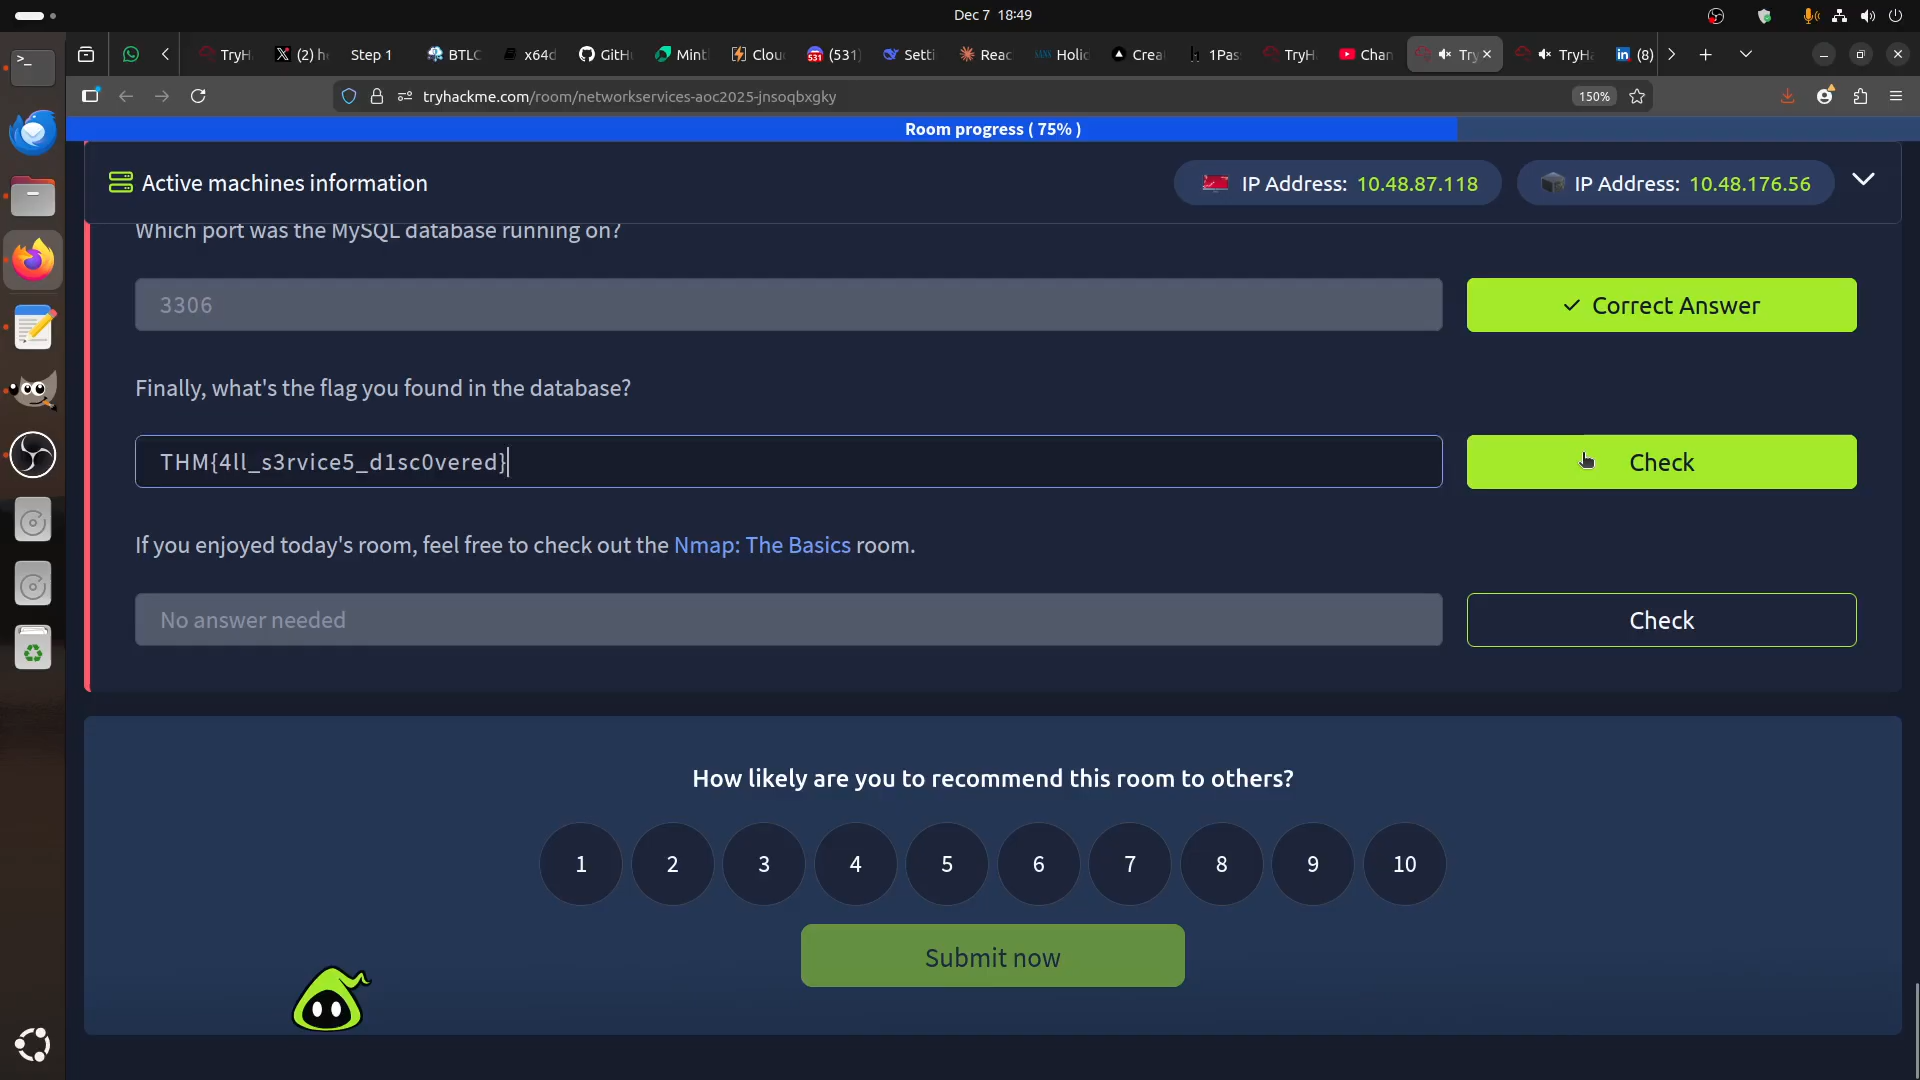 Dec 7 18:49
TryH
(2) h
Step 1
BTLC
x64d
GitHu
Mint
Clou
531
(531)
Setti
Reac
Holid
Crea
1Pas
TryH
Chan
Try
TryHa
(8)
tryhackme.com/room/networkservices-aoc2025-jnsoqbxgky
150%
Room progress ( 75% )
Active machines information
IP Address: 10.48.87.118
IP Address: 10.48.176.56
Which port was the MySQL database running on?
3306
Correct Answer
Finally, what's the flag you found in the database?
THM{4ll_s3rvice5_d1sc0vered}
Check
If you enjoyed today's room, feel free to check out the Nmap: The Basics room.
No answer needed
Check
How likely are you to recommend this room to others?
1 2 3 4 5 6 7 8 9 10
Submit now